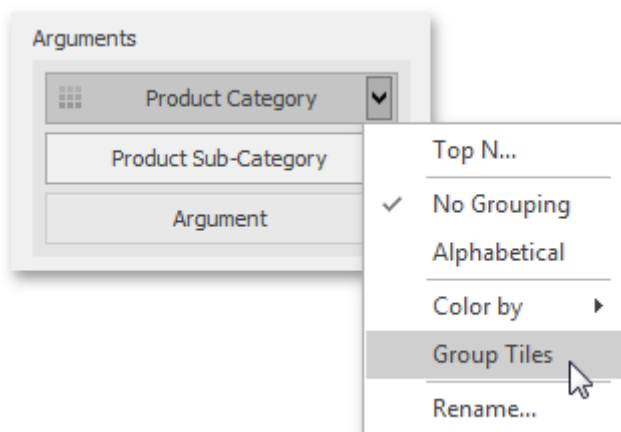 Arguments
Product Category
Product Sub-Category
Argument
Top N...
No Grouping
Alphabetical
Color by
Group Tiles
Rename...